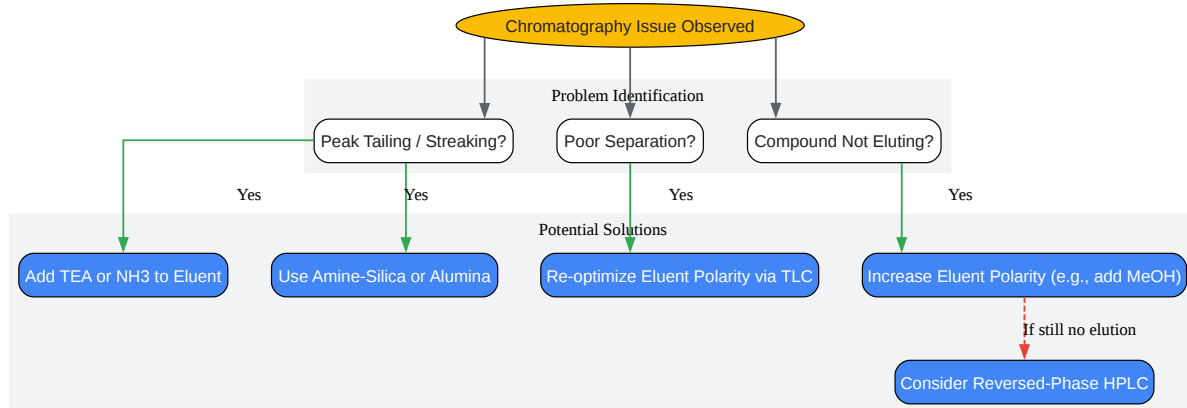 Chromatography Issue Observed
Problem Identification
Peak Tailing / Streaking?
Poor Separation?
Compound Not Eluting?
Yes
Yes
Yes
Yes
Potential Solutions
Add TEA or NH3 to Eluent
Use Amine-Silica or Alumina
Re-optimize Eluent Polarity via TLC
Increase Eluent Polarity (e.g., add MeOH)
If still no elution
Consider Reversed-Phase HPLC